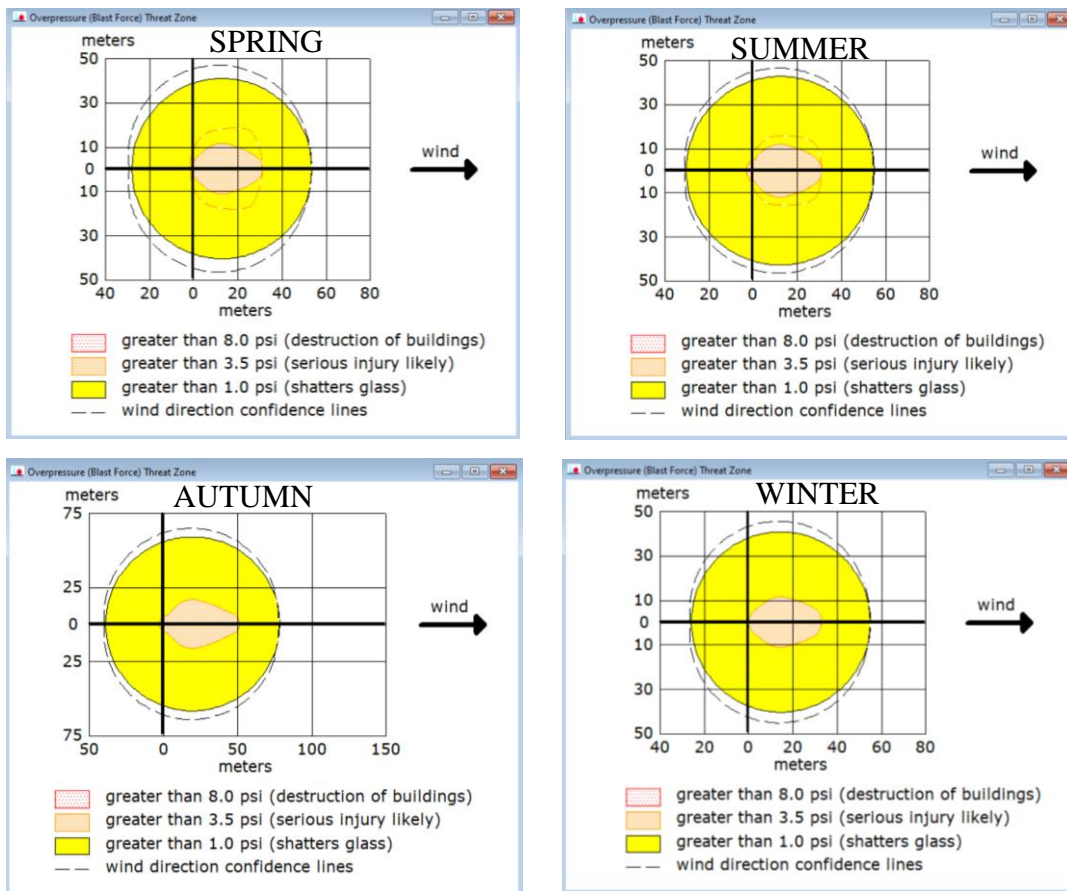 Overpressure (Blast Force) Threat Zone
meters
SPRING
50
30
10
0
10
30
50
40 20 0 20 40 60 80
meters
wind
greater than 8.0 psi (destruction of buildings)
greater than 3.5 psi (serious injury likely)
greater than 1.0 psi (shatters glass)
wind direction confidence lines
Overpressure (Blast Force) Threat Zone
meters
SUMMER
50
30
10
0
10
30
50
40 20 0 20 40 60 80
meters
wind
greater than 8.0 psi (destruction of buildings)
greater than 3.5 psi (serious injury likely)
greater than 1.0 psi (shatters glass)
wind direction confidence lines
Overpressure (Blast Force) Threat Zone
meters
AUTUMN
75
25
0
25
75
50 0 50 100 150
meters
wind
greater than 8.0 psi (destruction of buildings)
greater than 3.5 psi (serious injury likely)
greater than 1.0 psi (shatters glass)
wind direction confidence lines
Overpressure (Blast Force) Threat Zone
meters
WINTER
50
30
10
0
10
30
50
40 20 0 20 40 60 80
meters
wind
greater than 8.0 psi (destruction of buildings)
greater than 3.5 psi (serious injury likely)
greater than 1.0 psi (shatters glass)
wind direction confidence lines